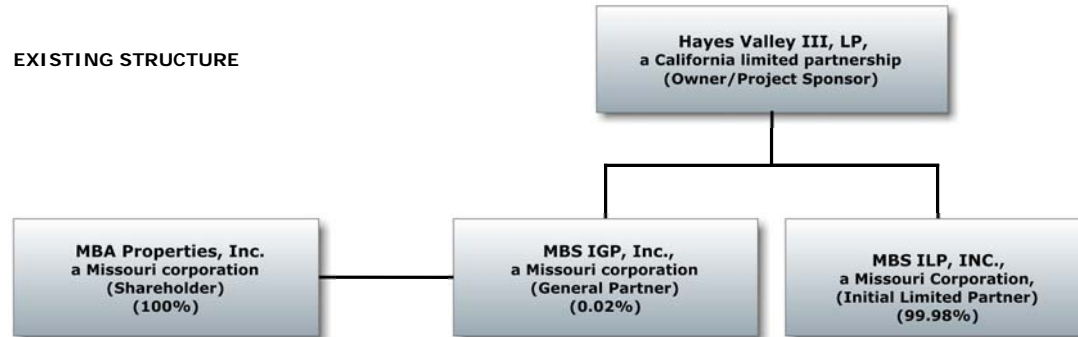 EXISTING STRUCTURE
Hayes Valley III, LP,
a California limited partnership
(Owner/Project Sponsor)
MBA Properties, Inc.
a Missouri corporation
(Shareholder)
(100%)
MBS IGP, Inc.,
a Missouri corporation
(General Partner)
(0.02%)
MBS ILP, INC.,
a Missouri Corporation,
(Initial Limited Partner)
(99.98%)